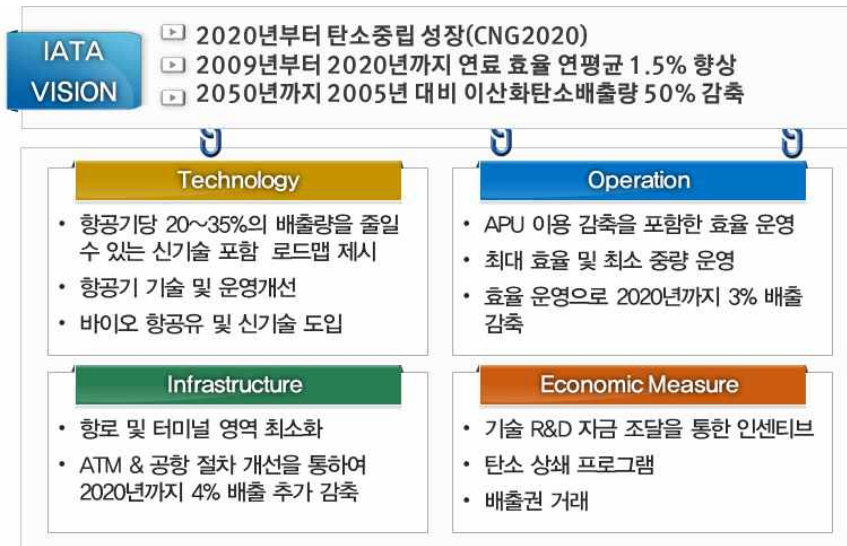 IATA
VISION
2020년부터 탄소중립 성장(CNG2020)
2009년부터 2020년까지 연료 효율 연평균 1.5% 향상
2050년까지 2005년 대비 이산화탄소배출량 50% 감축
Technology
• 항공기당 20~35%의 배출량을 줄일
수 있는 신기술 포함 로드맵 제시
• 항공기 기술 및 운영개선
• 바이오 항공유 및 신기술 도입
Operation
• APU 이용 감축을 포함한 효율 운영
• 최대 효율 및 최소 중량 운영
• 효율 운영으로 2020년까지 3% 배출
감축
Infrastructure
• 항로 및 터미널 영역 최소화
• ATM & 공항 절차 개선을 통하여
2020년까지 4% 배출 추가 감축
Economic Measure
• 기술 R&D 자금 조달을 통한 인센티브
• 탄소 상쇄 프로그램
• 배출권 거래